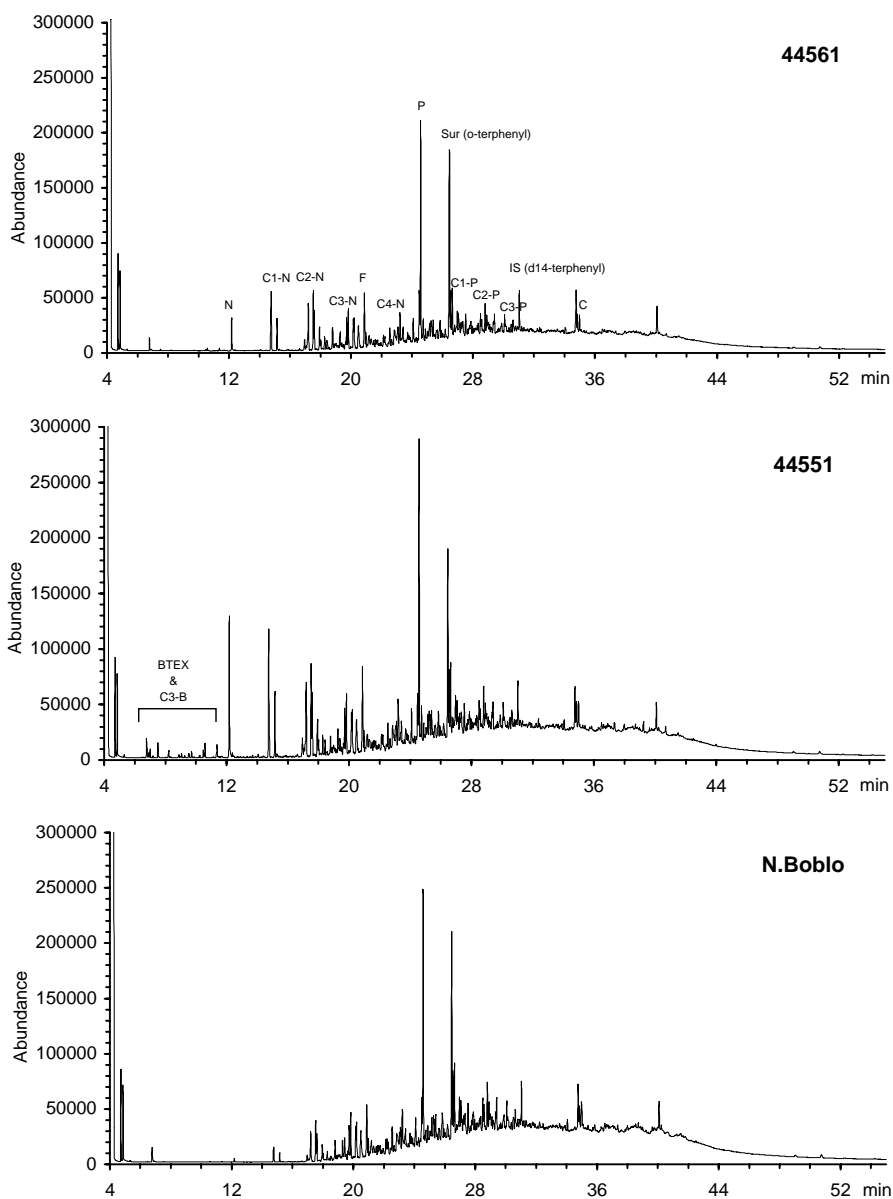 300000
44561
250000
P
200000
Sur (o-terphenyl)
Abundance
150000
100000
IS (d14-terphenyl)
C1-N C2-N F C1-P
50000
N C3-N C4-N C2-P C3-P C
0
4 12 20 28 36 44 52 min
300000
44551
250000
200000
Abundance
150000
100000
BTEX
&
C3-B
50000
0
4 12 20 28 36 44 52 min
300000
N.Boblo
250000
200000
Abundance
150000
100000
50000
0
4 12 20 28 36 44 52 min